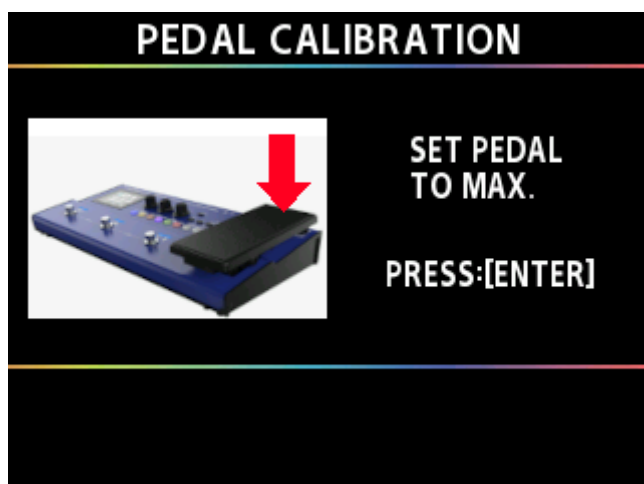 PEDAL CALIBRATION
SET PEDAL
TO MAX.
PRESS:[ENTER]